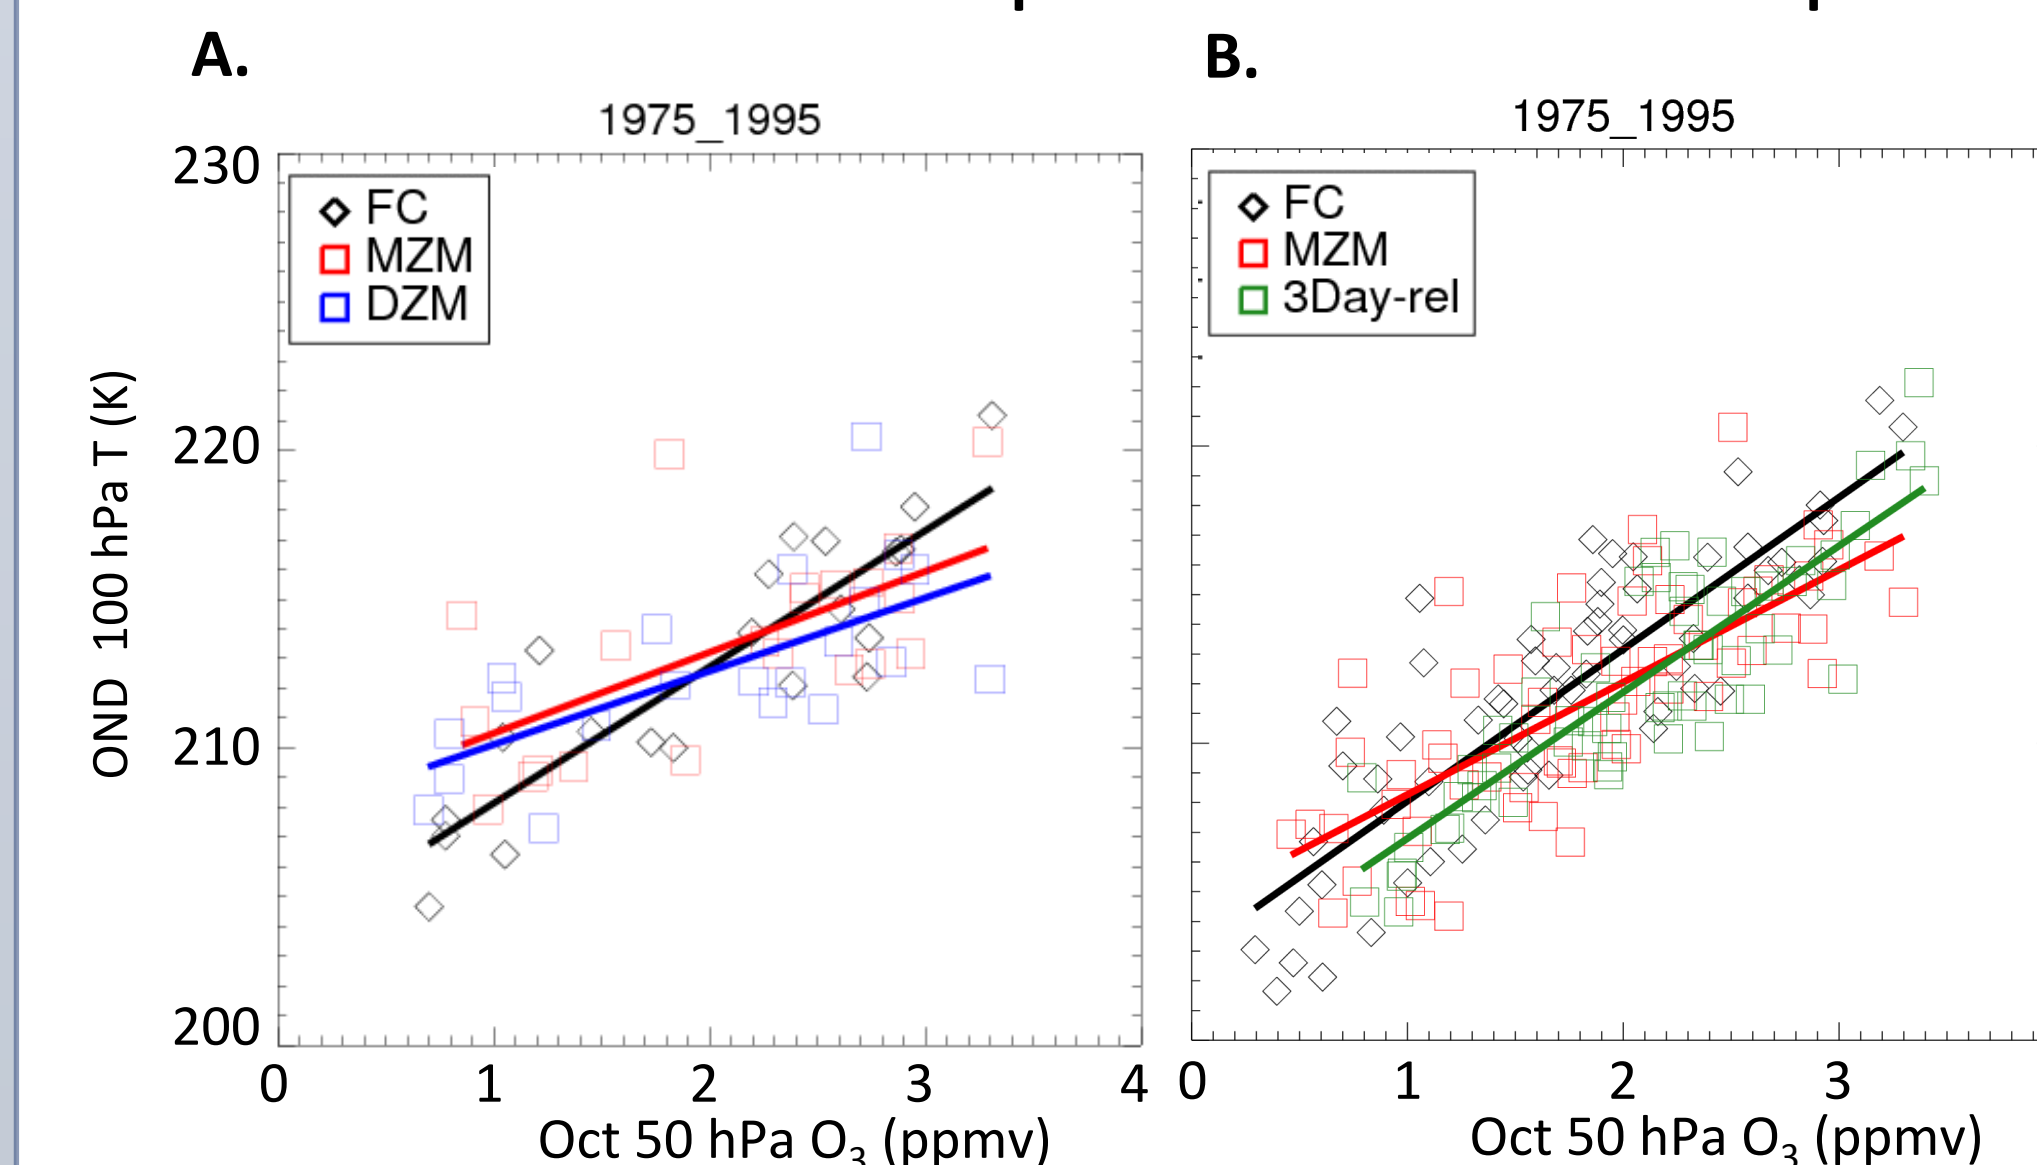 A.
1975_1995
230
220
210
200
FC
MZM
DZM
OND 100 hPa T (K)
0 1 2 3 4
Oct 50 hPa O₃ (ppmv)
B.
1975_1995
FC
MZM
3Day-rel
0 1 2 3
Oct 50 hPa O₃ (ppmv)